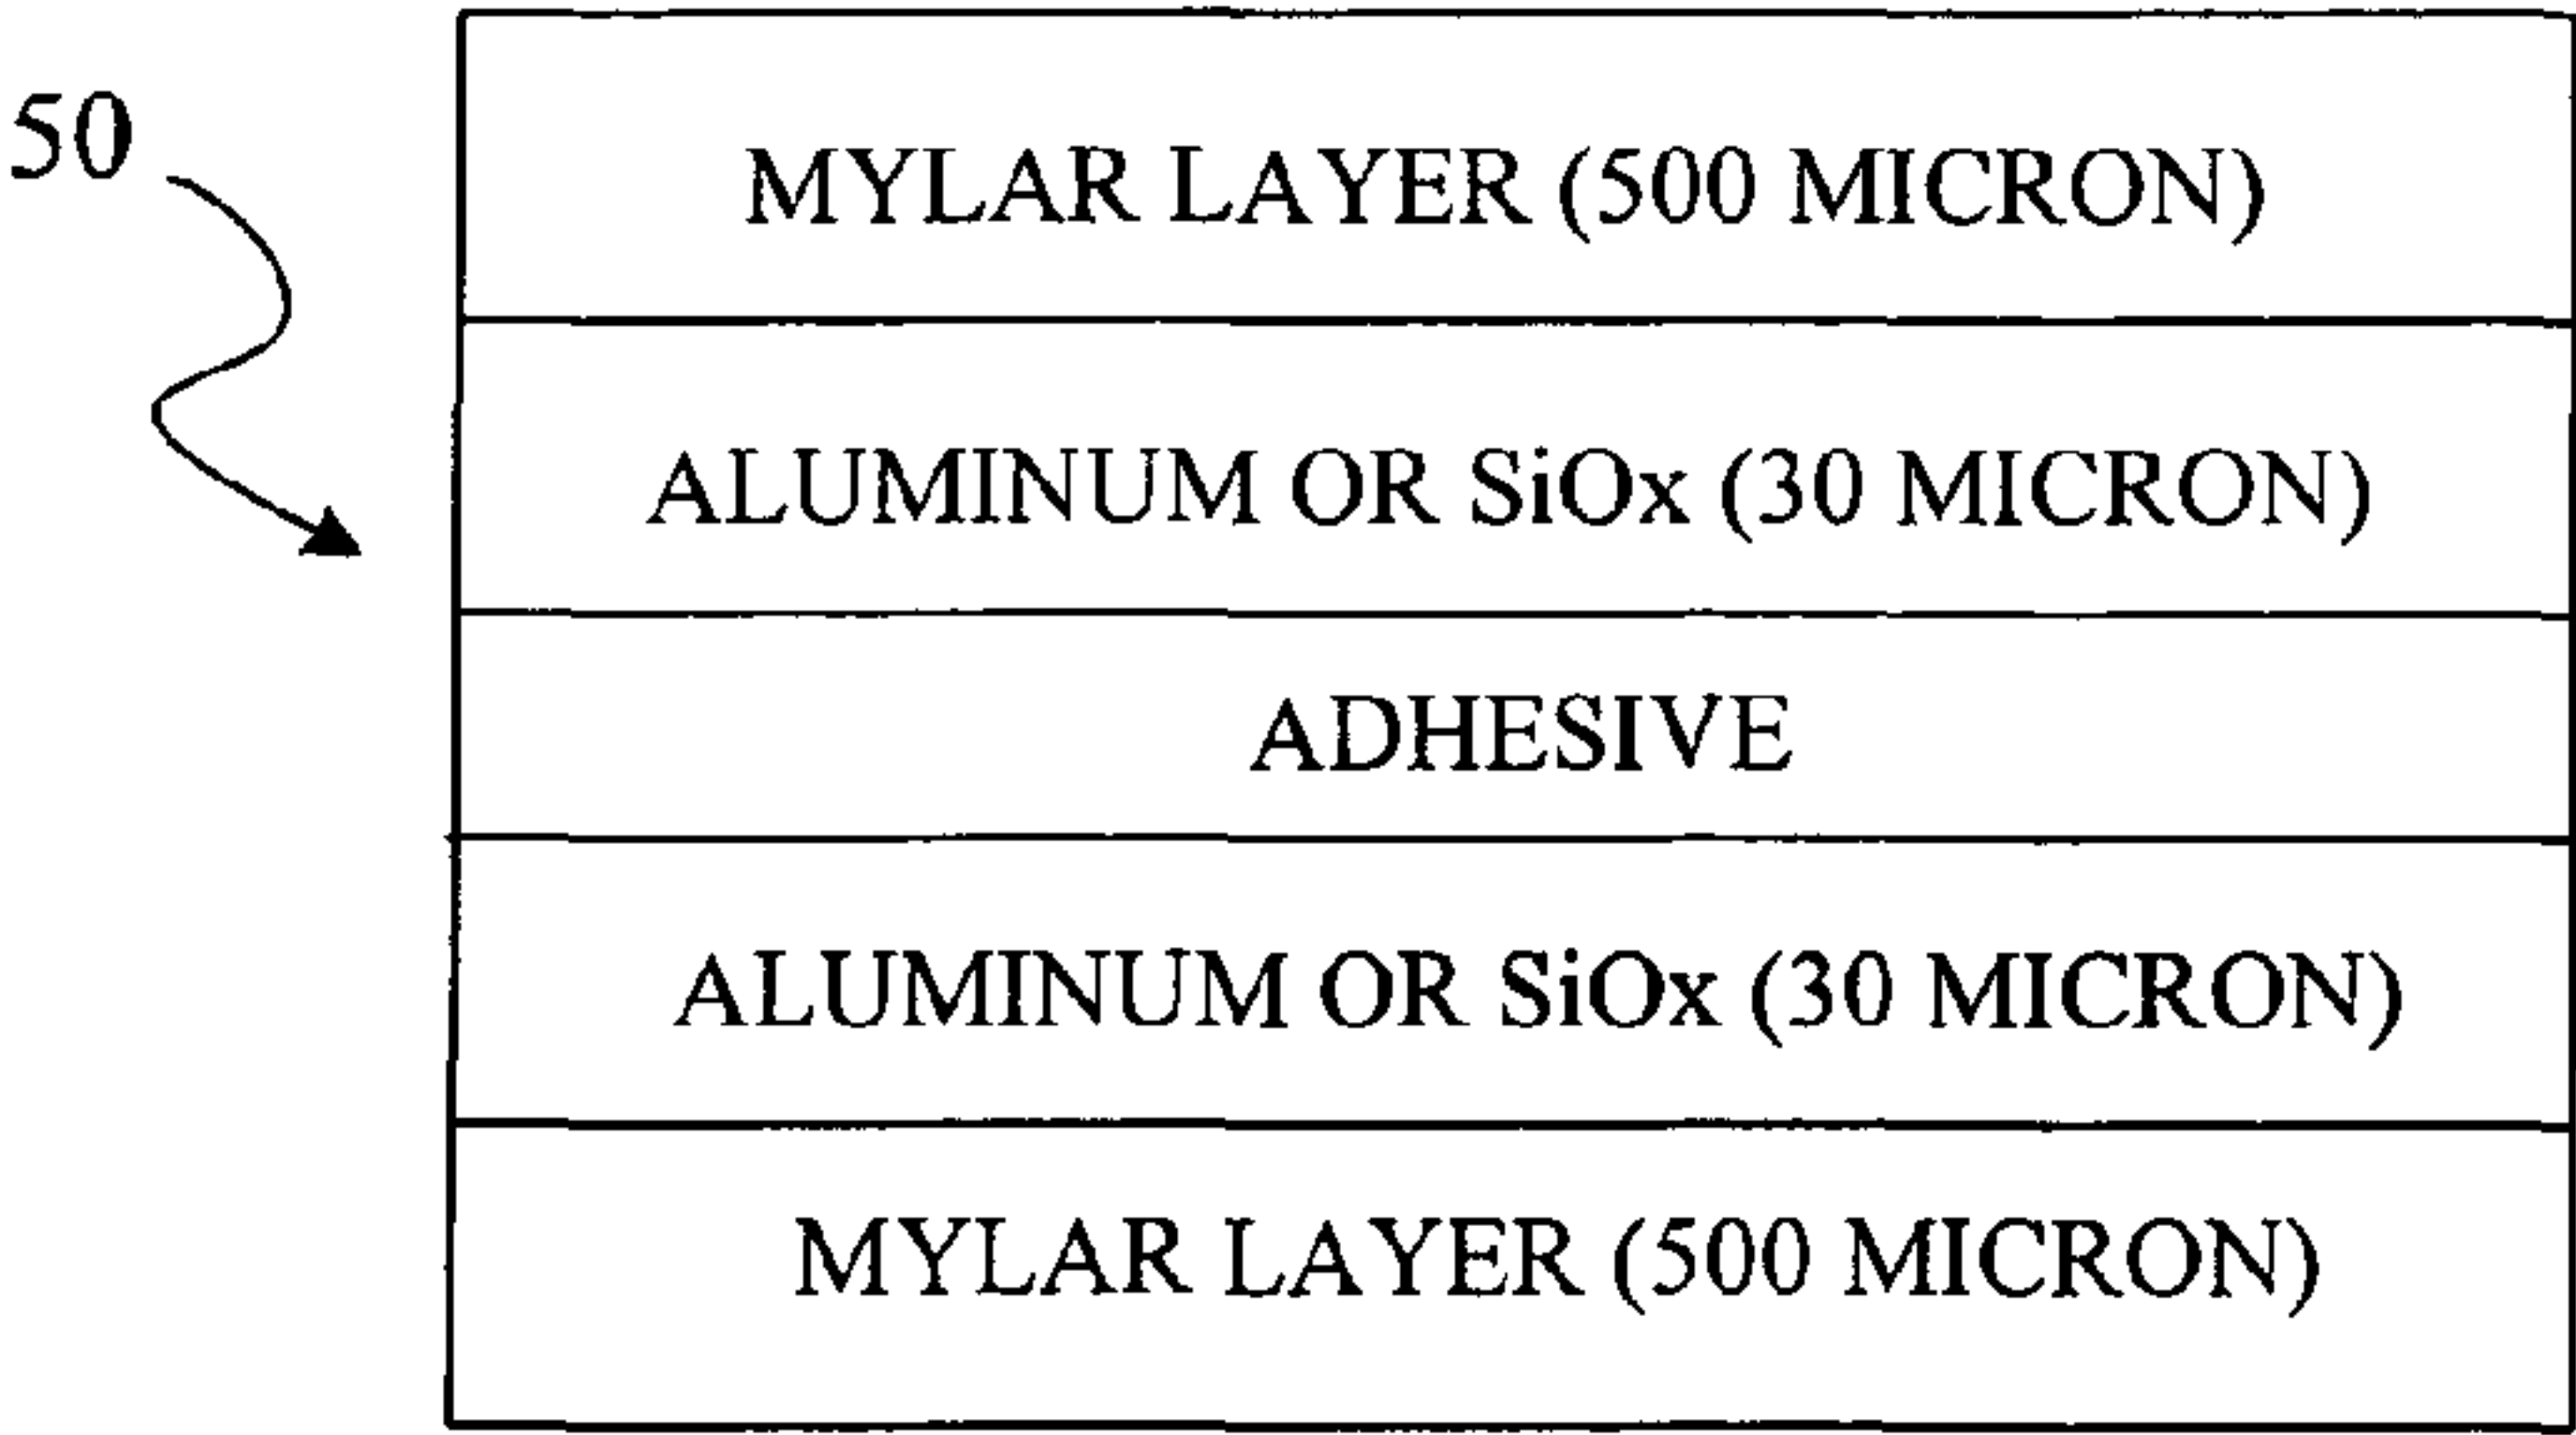 50
MYLAR LAYER (500 MICRON)
ALUMINUM OR SiOx (30 MICRON)
ADHESIVE
ALUMINUM OR SiOx (30 MICRON)
MYLAR LAYER (500 MICRON)